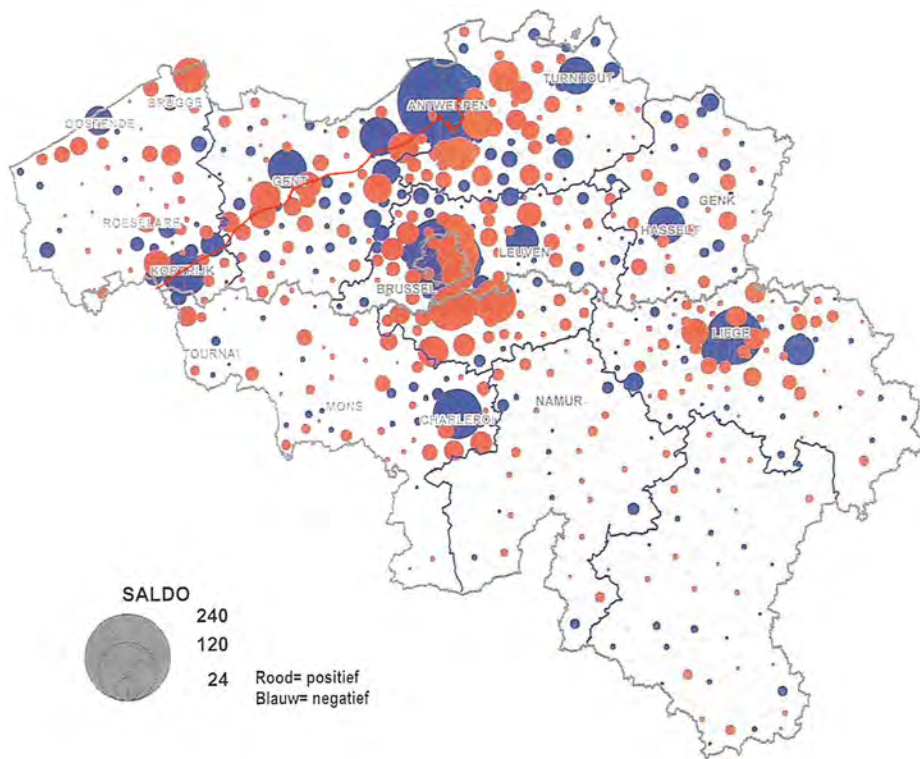 TURNHOUT
ANTWERPEN
BRUGGE
OOSTENDE
GENT
GENK
ROESELARE
HASSELT
LEUVEN
KORTRIJK
BRUSSEL
LIEGE
TOURNAI
NAMUR
MONS
CHARLEROI
SALDO
240
120
24
Rood= positief
Blauw= negatief